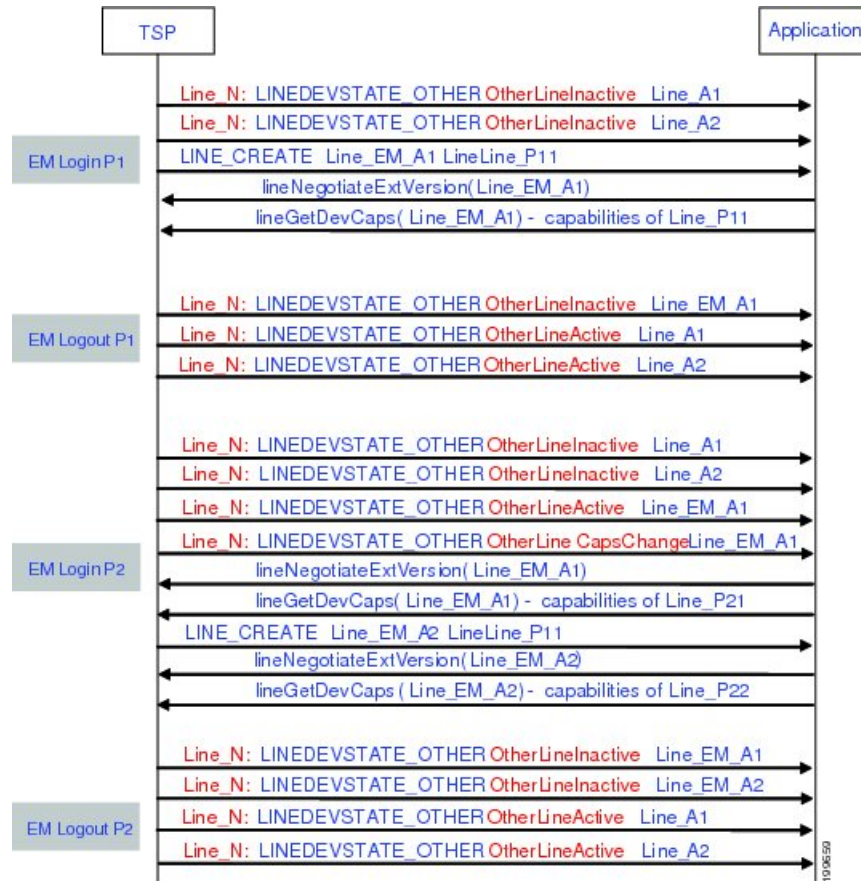 TSP
Application
Line_N: LINEDEVSTATE_OTHER OtherLineInactive Line_A1
Line_N: LINEDEVSTATE_OTHER OtherLineInactive Line_A2
EM Login P1
LINE_CREATE Line_EM_A1 LineLine_P11
lineNegotiateExtVersion(Line_EM_A1)
lineGetDevCaps( Line_EM_A1) - capabilities of Line_P11
Line_N: LINEDEVSTATE_OTHER OtherLineInactive Line_EM_A1
EM Logout P1
Line_N: LINEDEVSTATE_OTHER OtherLineActive Line_A1
Line_N: LINEDEVSTATE_OTHER OtherLineActive Line_A2
Line_N: LINEDEVSTATE_OTHER OtherLineInactive Line_A1
Line_N: LINEDEVSTATE_OTHER OtherLineInactive Line_A2
Line_N: LINEDEVSTATE_OTHER OtherLineActive Line_EM_A1
Line_N: LINEDEVSTATE_OTHER OtherLine CapsChangeLine_EM_A1
EM Login P2
lineNegotiateExtVersion( Line_EM_A1)
lineGetDevCaps( Line_EM_A1) - capabilities of Line_P21
LINE_CREATE Line_EM_A2 LineLine_P11
lineNegotiateExtVersion( Line_EM_A2)
lineGetDevCaps ( Line_EM_A2) - capabilities of Line_P22
Line_N: LINEDEVSTATE_OTHER OtherLineInactive Line_EM_A1
Line_N: LINEDEVSTATE_OTHER OtherLineInactive Line_EM_A2
EM Logout P2
Line_N: LINEDEVSTATE_OTHER OtherLineActive Line_A1
Line_N: LINEDEVSTATE_OTHER OtherLineActive Line_A2
199559